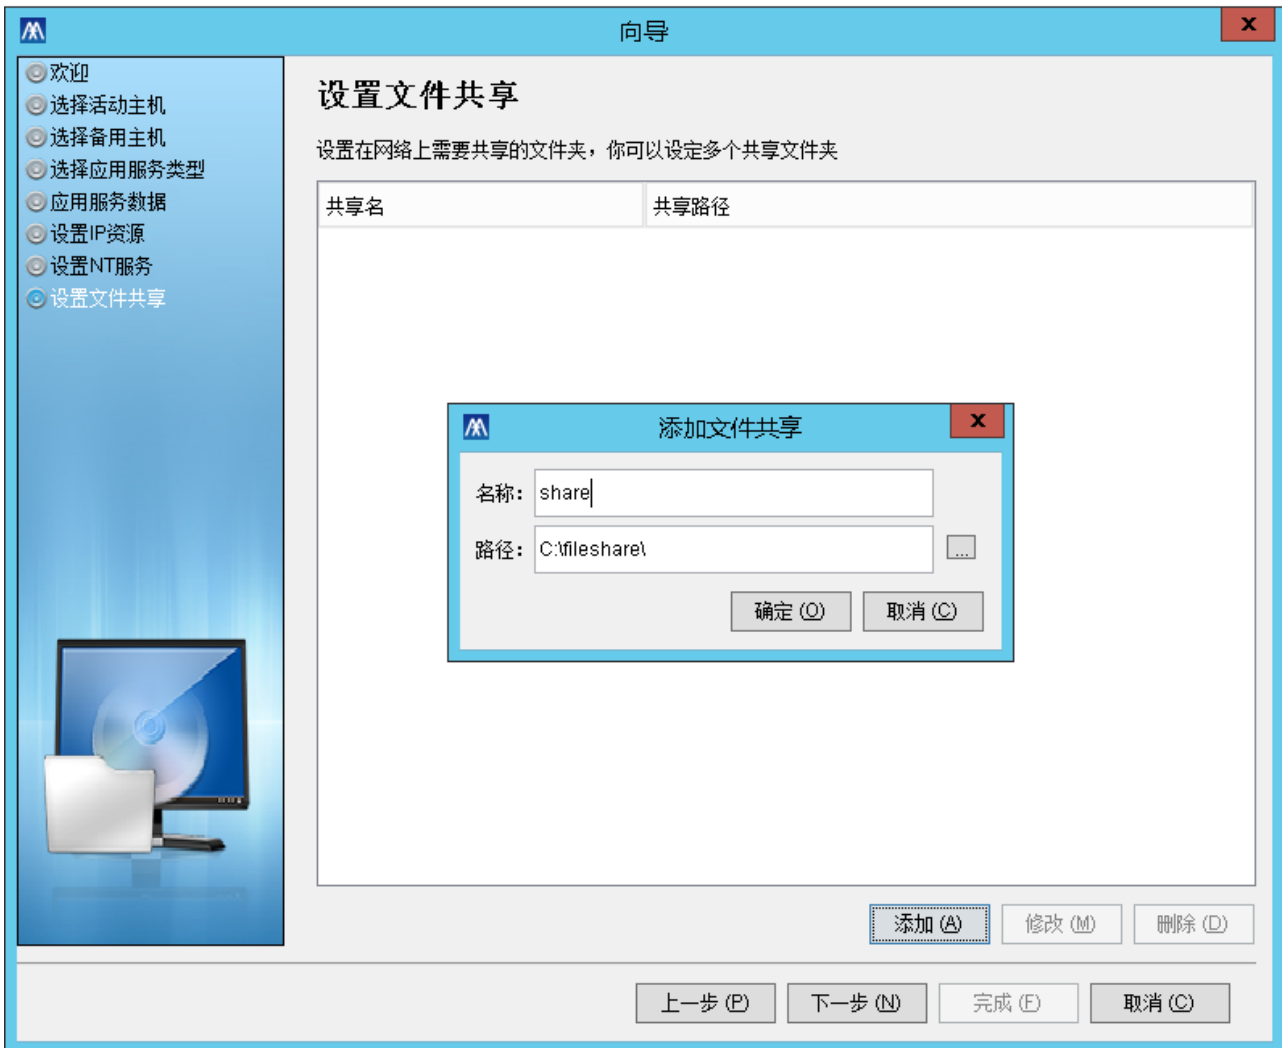 向导
x
欢迎
选择活动主机
选择备用主机
选择应用服务类型
应用服务数据
设置IP资源
设置NT服务
设置文件共享
设置文件共享
设置在网络上需要共享的文件夹，你可以设定多个共享文件夹
共享名 共享路径
添加文件共享
x
名称： share
路径： C:\fileshare\ ...
确定 (O) 取消 (C)
添加 (A) 修改 (M) 删除 (D)
上一步 (P) 下一步 (N) 完成 (F) 取消 (C)